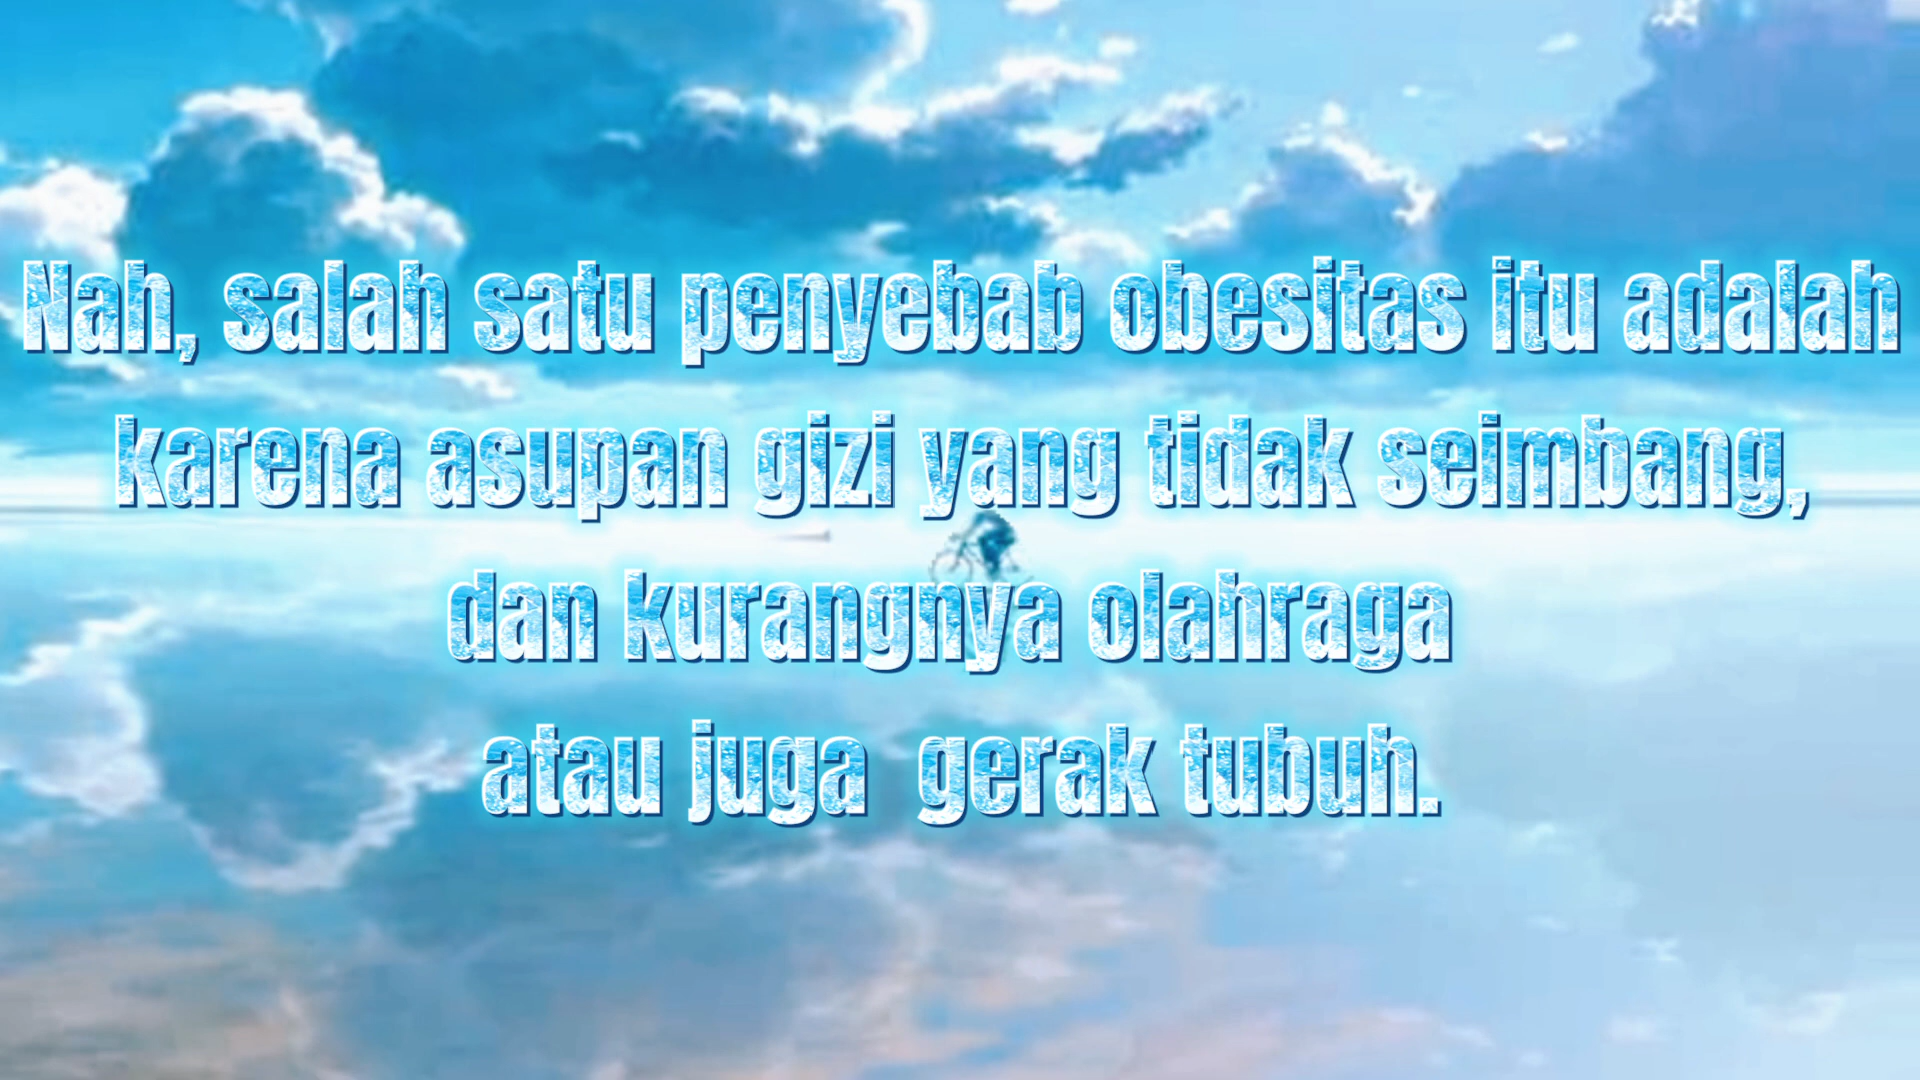 Nah, salah satu penyebab obesitas itu adalah
karena asupan gizi yang tidak seimbang,
dan kurangnya olahraga
atau juga  gerak tubuh.